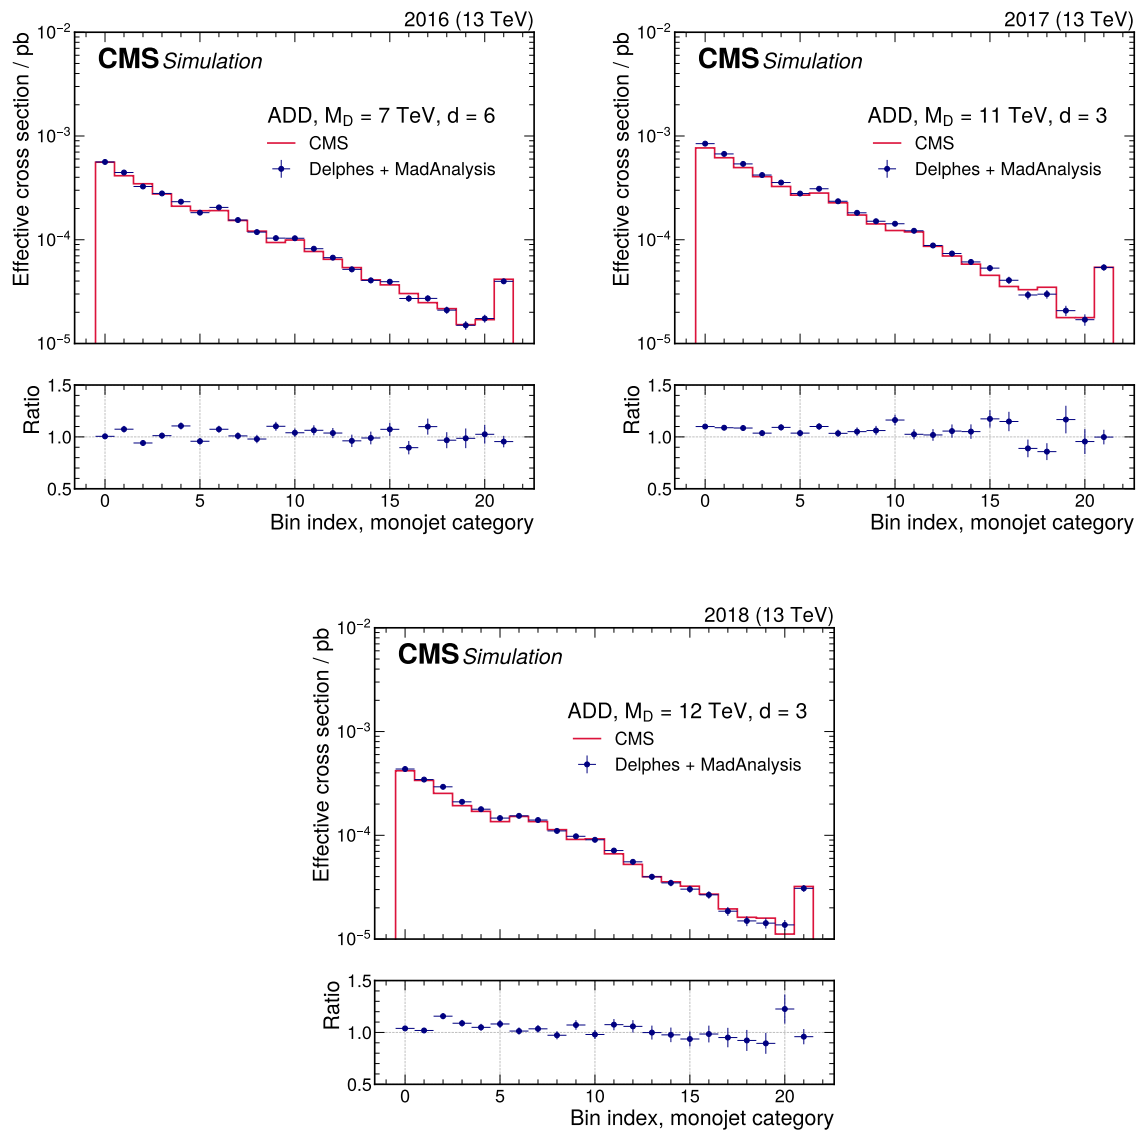 2016 (13 TeV)
CMS Simulation
ADD, M_D = 7 TeV, d = 6
CMS
Delphes + MadAnalysis
Effective cross section / pb
10⁻²
10⁻³
10⁻⁴
10⁻⁵
Ratio
1.5
1.0
0.5
0 5 10 15 20
Bin index, monojet category
2017 (13 TeV)
CMS Simulation
ADD, M_D = 11 TeV, d = 3
CMS
Delphes + MadAnalysis
Effective cross section / pb
10⁻²
10⁻³
10⁻⁴
10⁻⁵
Ratio
1.5
1.0
0.5
0 5 10 15 20
Bin index, monojet category
2018 (13 TeV)
CMS Simulation
ADD, M_D = 12 TeV, d = 3
CMS
Delphes + MadAnalysis
Effective cross section / pb
10⁻²
10⁻³
10⁻⁴
10⁻⁵
Ratio
1.5
1.0
0.5
0 5 10 15 20
Bin index, monojet category